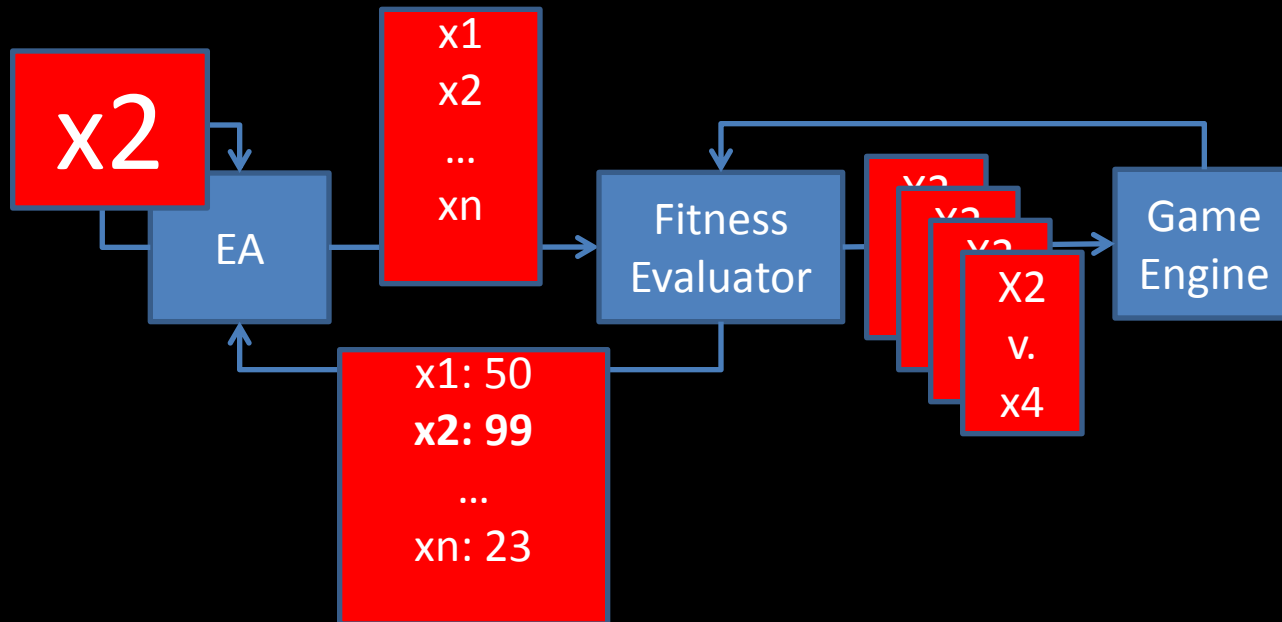 x2
EA
x1
x2
...
xn
Fitness
Evaluator
x1: 50
x2: 99
...
xn: 23
X2
v.
x4
Game
Engine